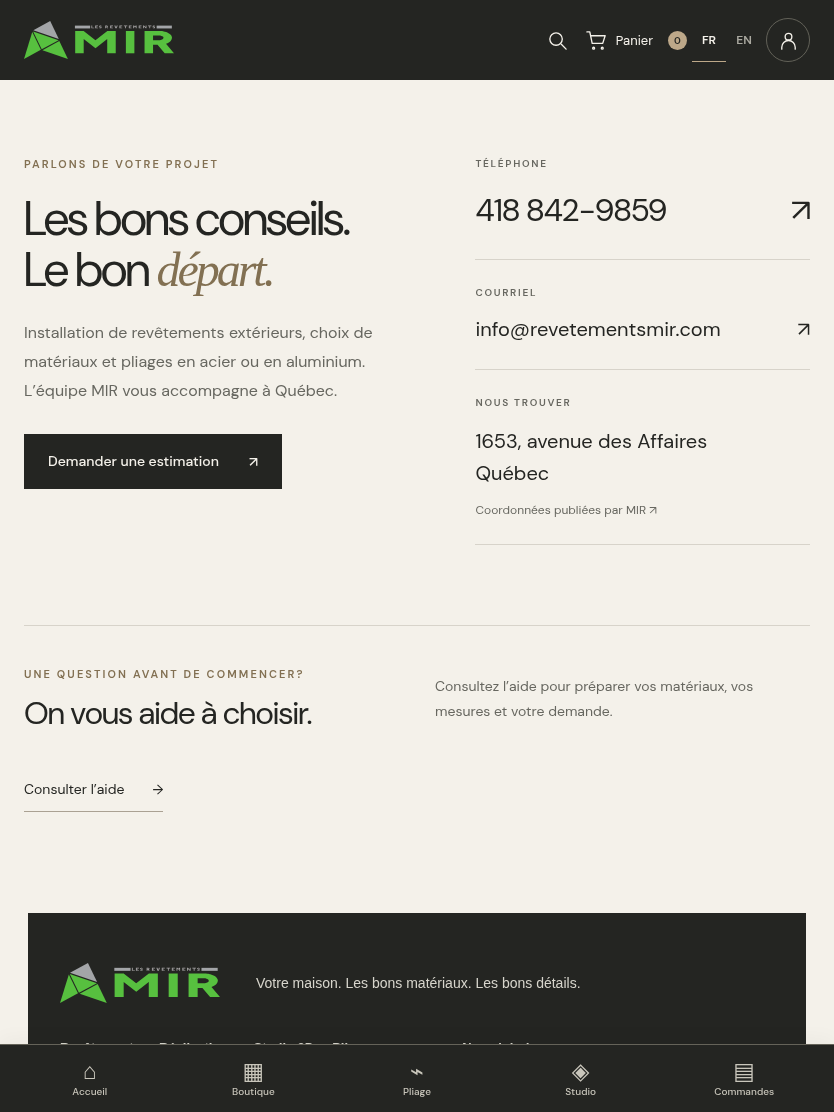 LES REVÊTEMENTS
MIR
Panier 0 FR EN
PARLONS DE VOTRE PROJET
Les bons conseils.
Le bon départ.
Installation de revêtements extérieurs, choix de
matériaux et pliages en acier ou en aluminium.
L’équipe MIR vous accompagne à Québec.
Demander une estimation
TÉLÉPHONE
418 842-9859
COURRIEL
info@revetementsmir.com
NOUS TROUVER
1653, avenue des Affaires
Québec
Coordonnées publiées par MIR
UNE QUESTION AVANT DE COMMENCER?
On vous aide à choisir.
Consultez l’aide pour préparer vos matériaux, vos
mesures et votre demande.
Consulter l’aide
LES REVÊTEMENTS
MIR
Votre maison. Les bons matériaux. Les bons détails.
Accueil
Boutique
Pliage
Studio
Commandes